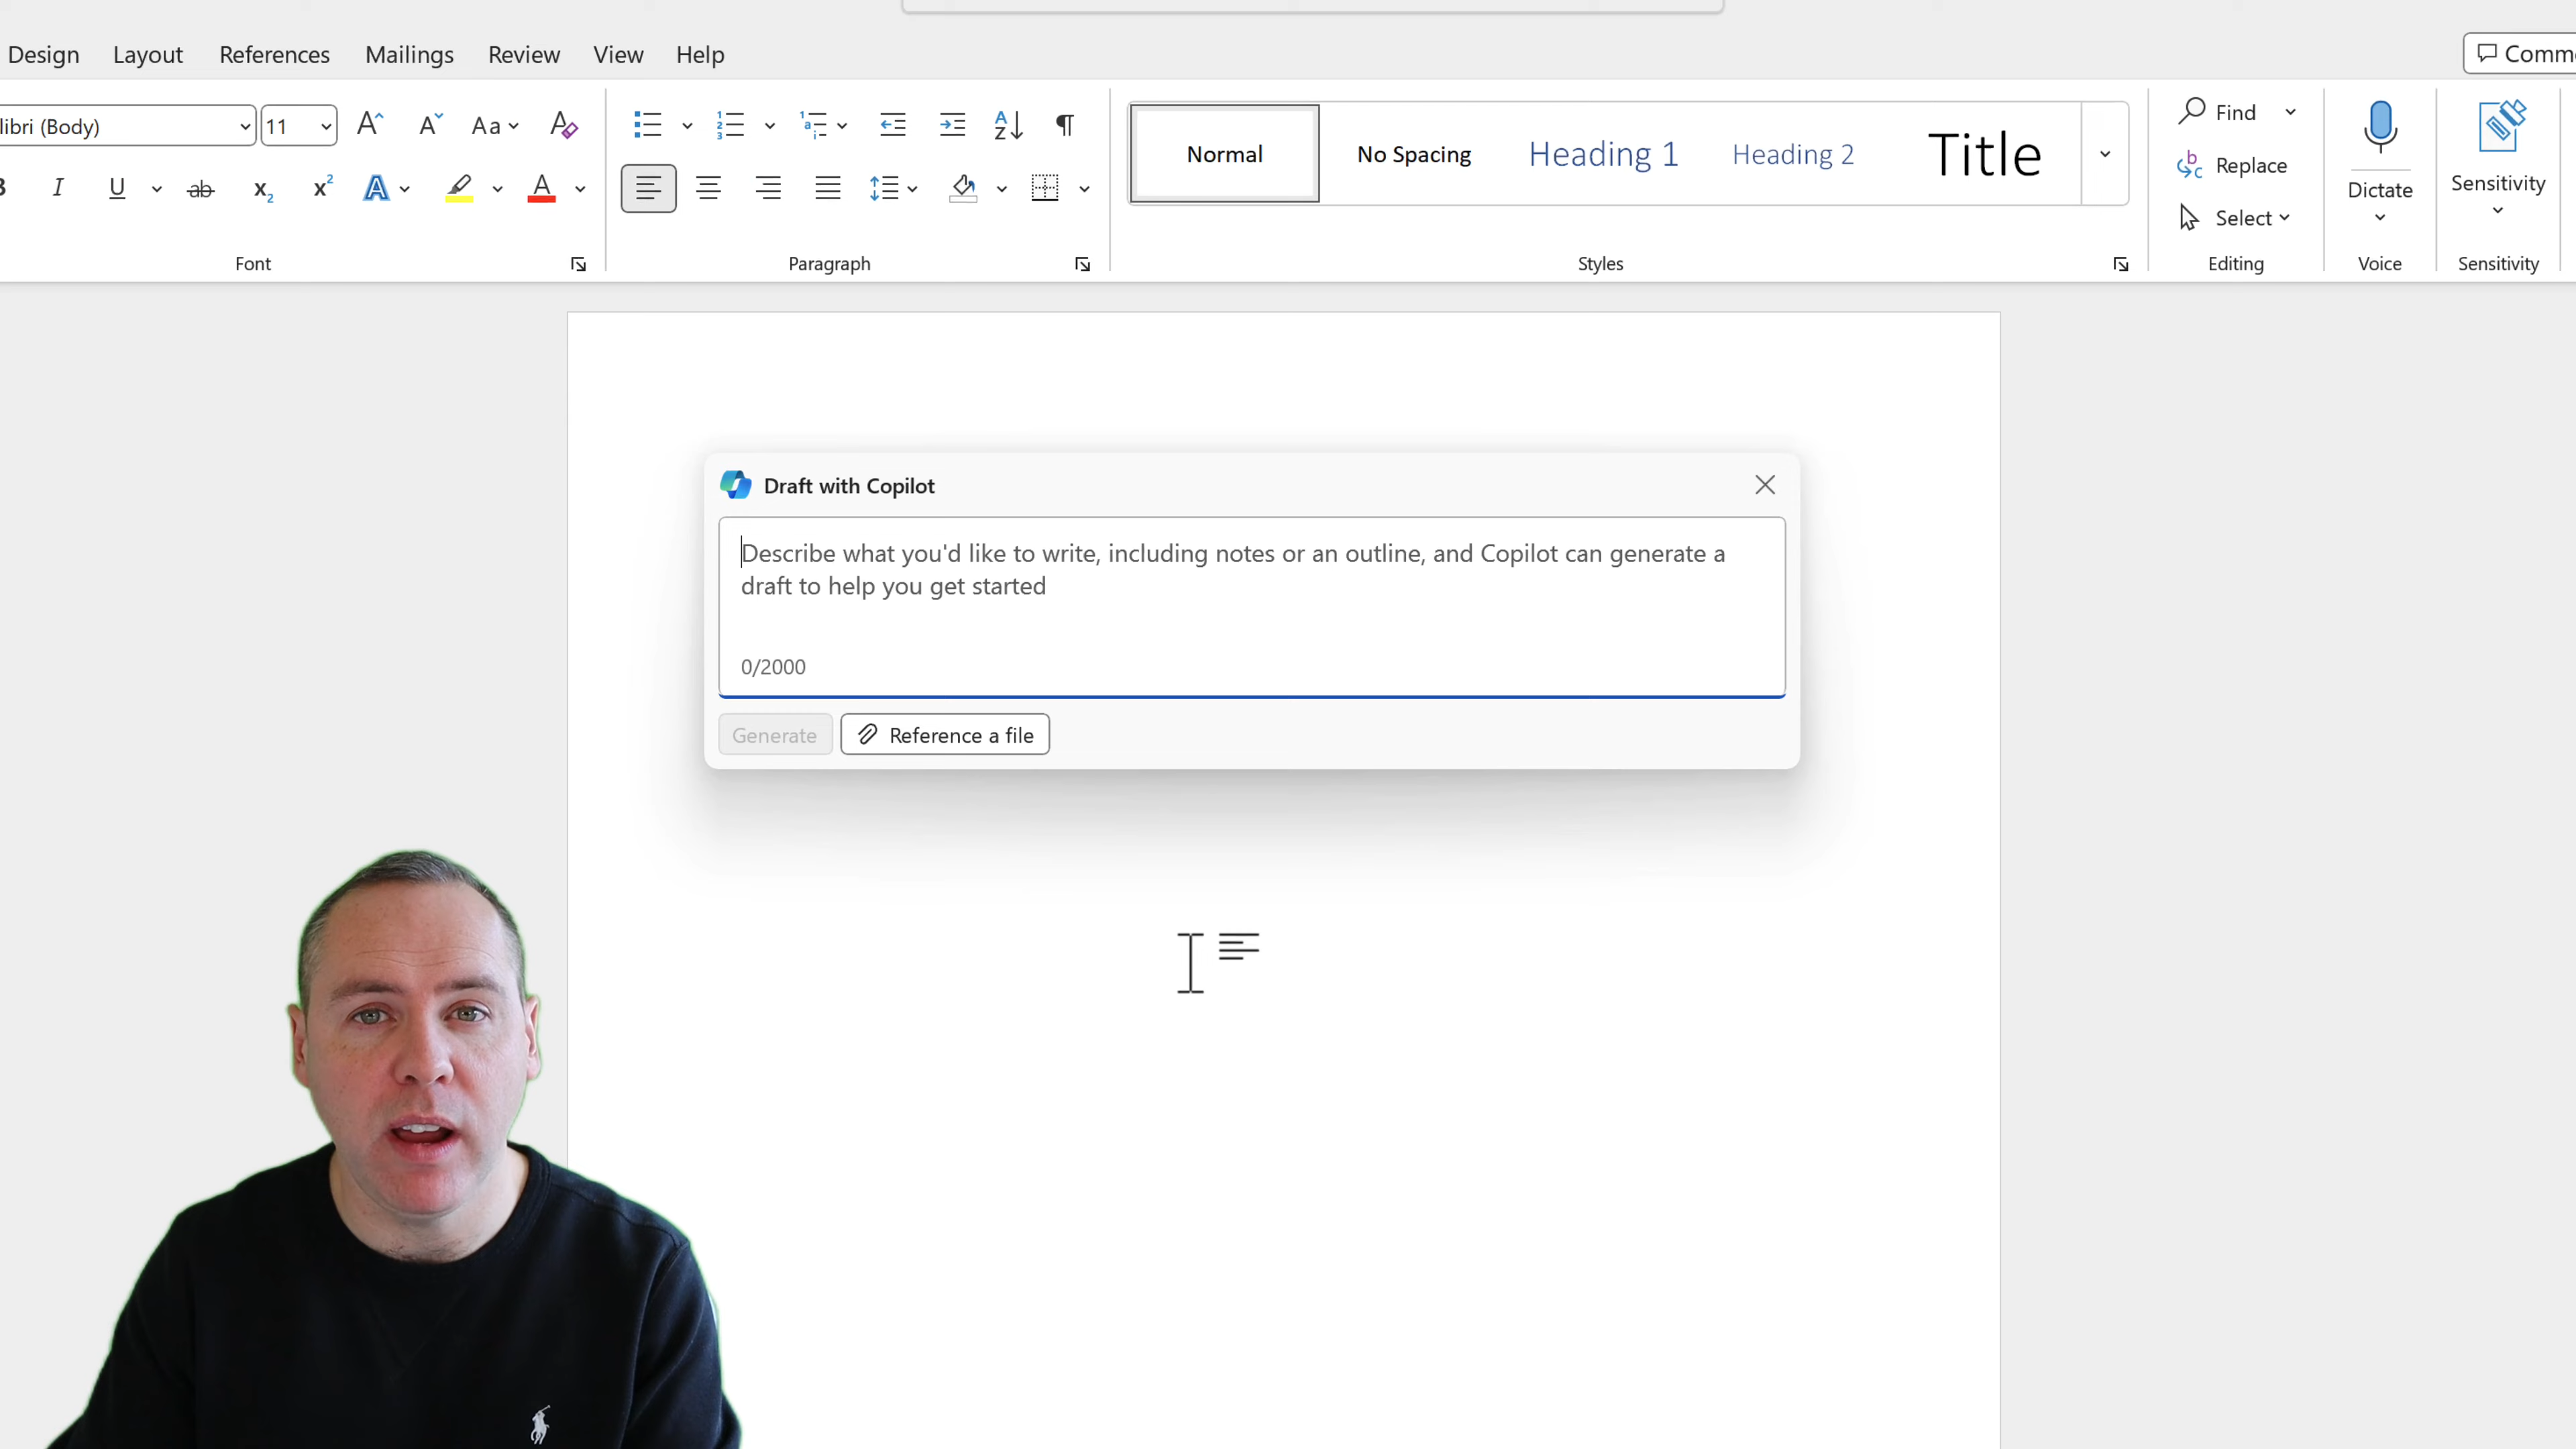 Design Layout References Mailings Review View Help
Comm
libri (Body) 11 Aa
Normal No Spacing Heading 1 Heading 2 Title
Find
Replace
Select
Dictate
Sensitivity
Font Paragraph Styles Editing Voice Sensitivity
Draft with Copilot
Describe what you'd like to write, including notes or an outline, and Copilot can generate a
draft to help you get started
0/2000
Generate Reference a file